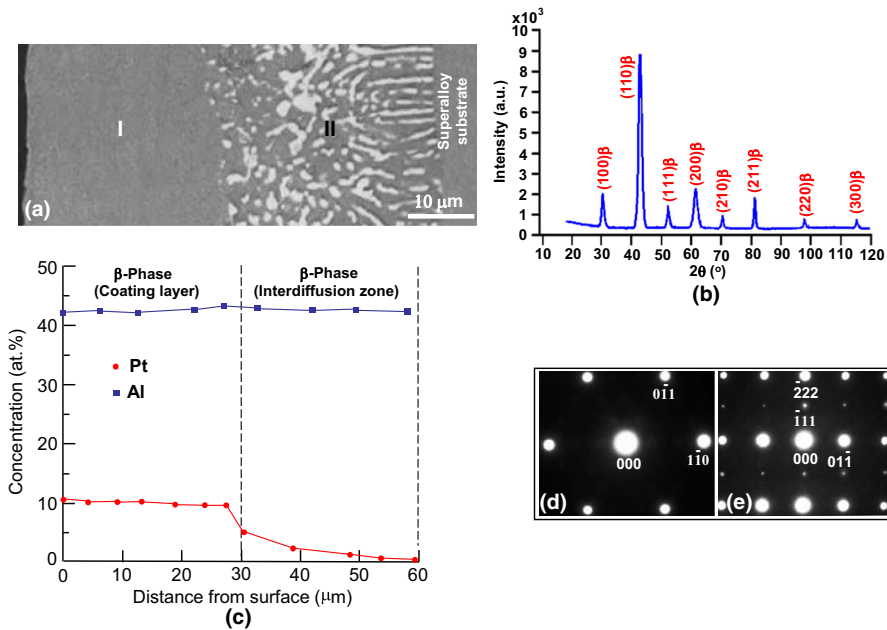 I
II
Superalloy
substrate
10 µm
(a)
x10³
Intensity (a.u.)
10
9
8
7
6
5
4
3
2
1
0
(100)β
(110)β
(111)β
(200)β
(210)β
(211)β
(220)β
(300)β
10 20 30 40 50 60 70 80 90 100 110 120
2θ (°)
(b)
Concentration (at.%)
50
40
30
20
10
0
β-Phase
(Coating layer)
β-Phase
(Interdiffusion zone)
Pt
Al
0 10 20 30 40 50 60
Distance from surface (µm)
(c)
01̄1
000
1̄10
(d)
2̄22
1̄11
000
011̄
(e)